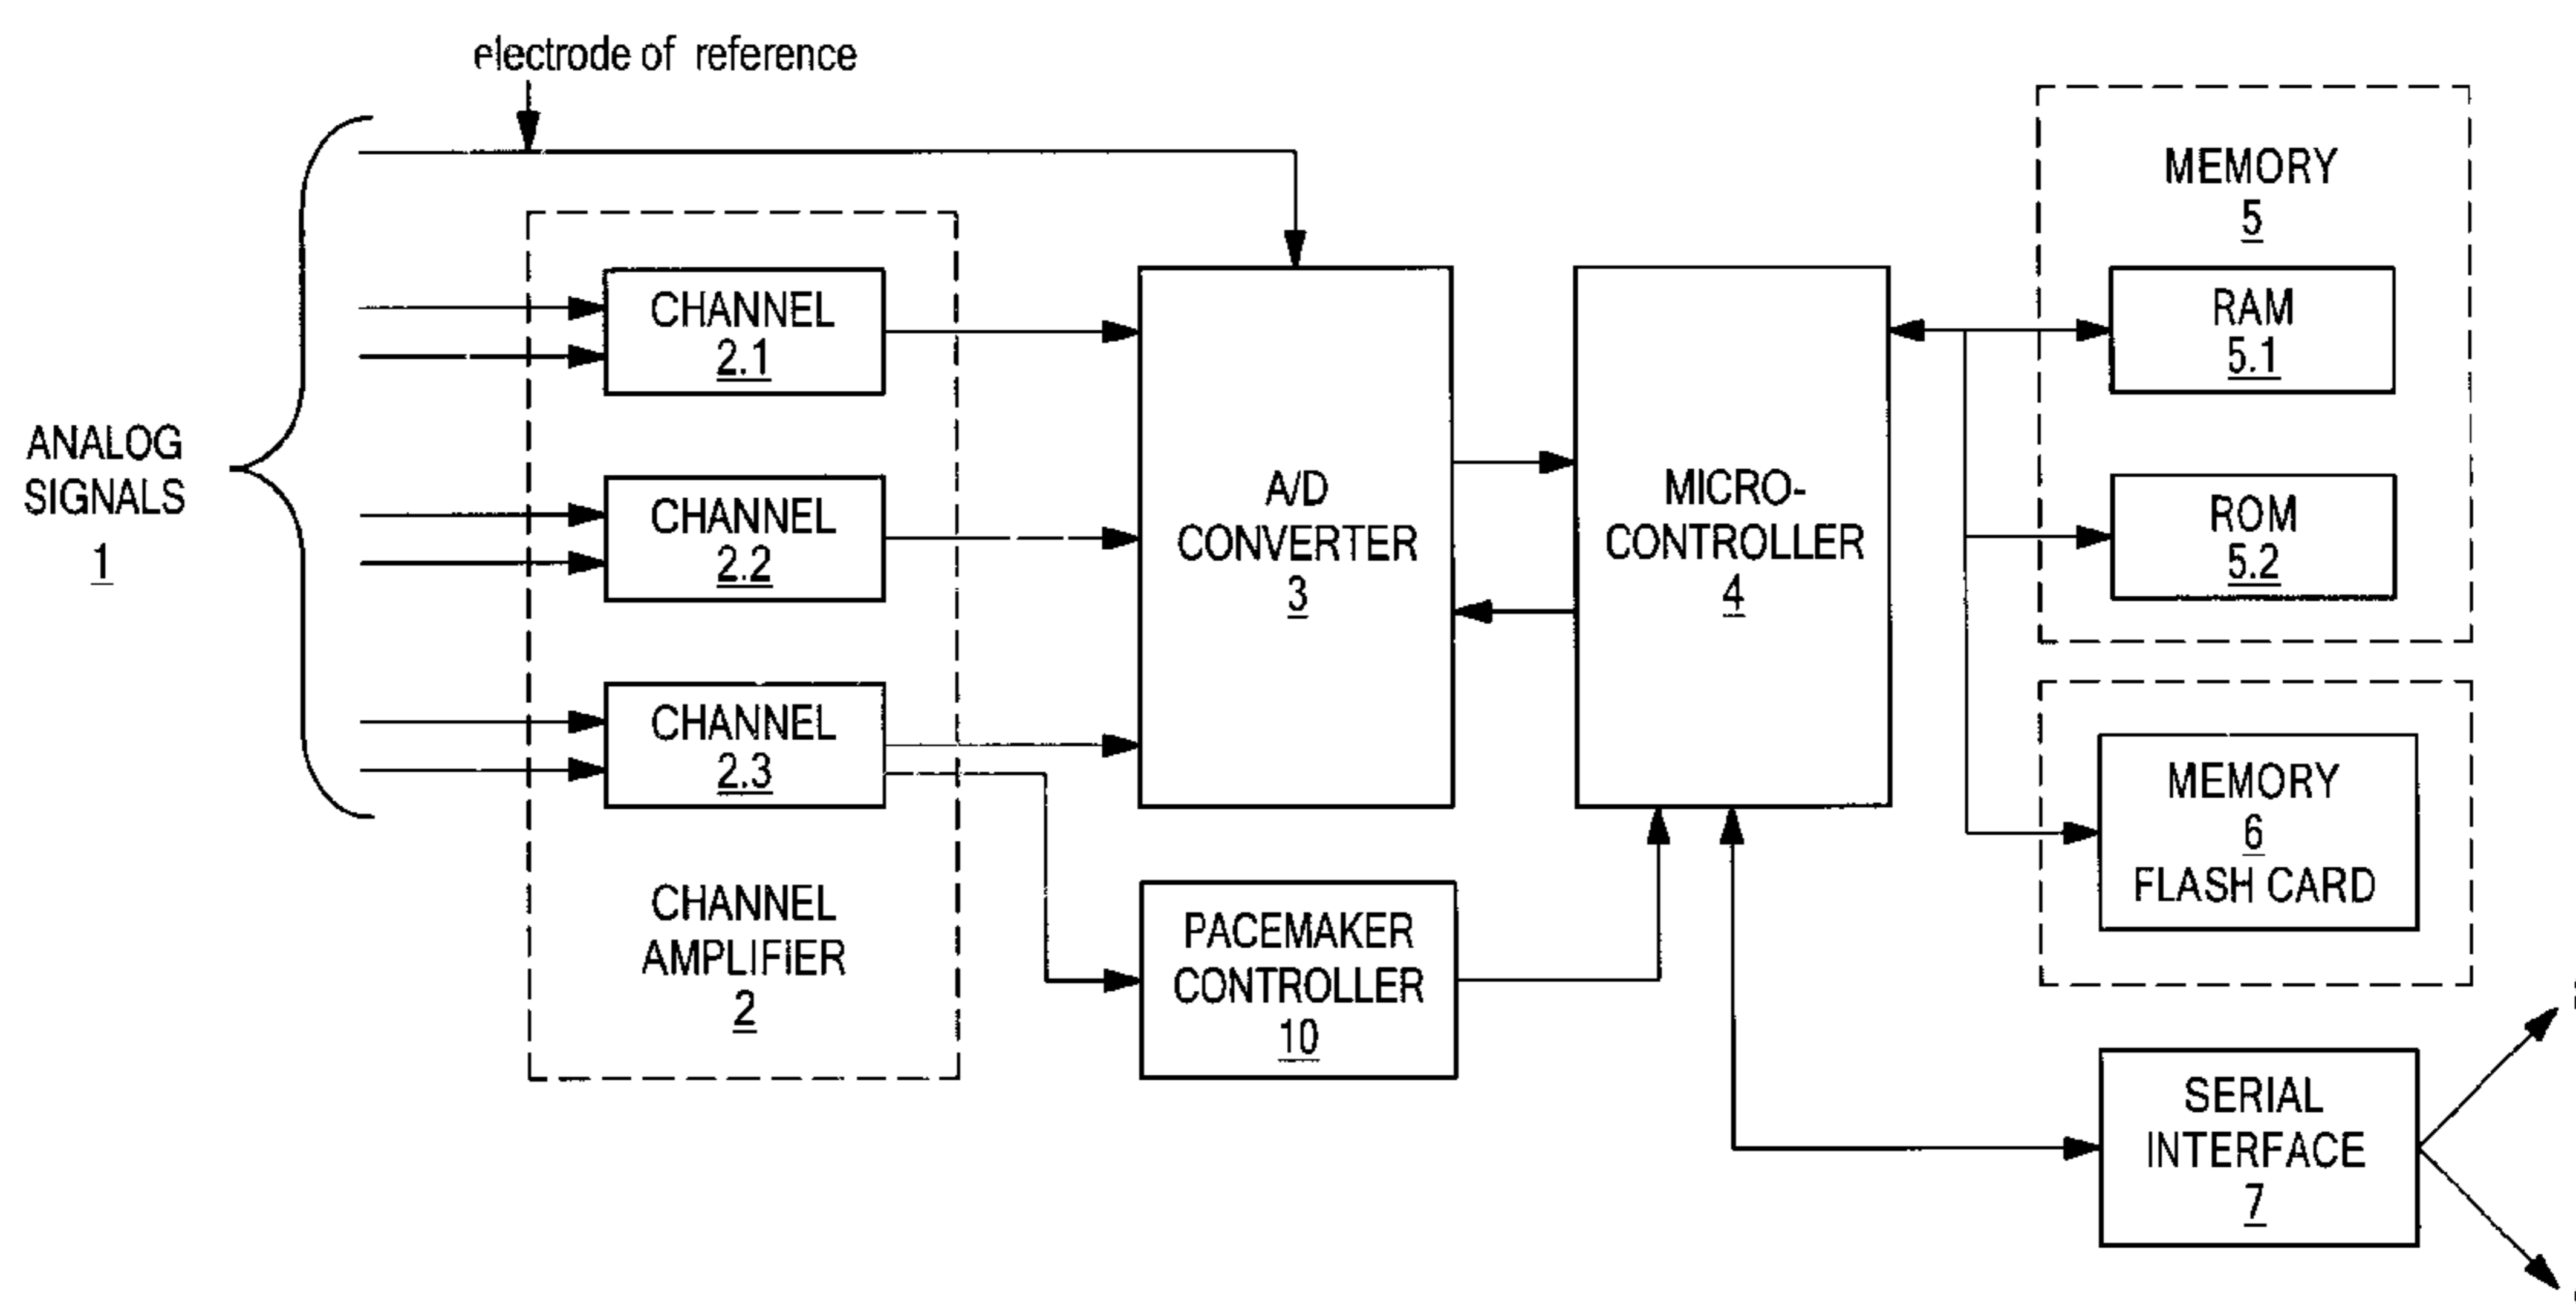 electrode of reference
ANALOG
SIGNALS
1
CHANNEL
2.1
CHANNEL
2.2
CHANNEL
2.3
CHANNEL
AMPLIFIER
2
A/D
CONVERTER
3
PACEMAKER
CONTROLLER
10
MICRO-
CONTROLLER
4
MEMORY
5
RAM
5.1
ROM
5.2
MEMORY
6
FLASH CARD
SERIAL
INTERFACE
7